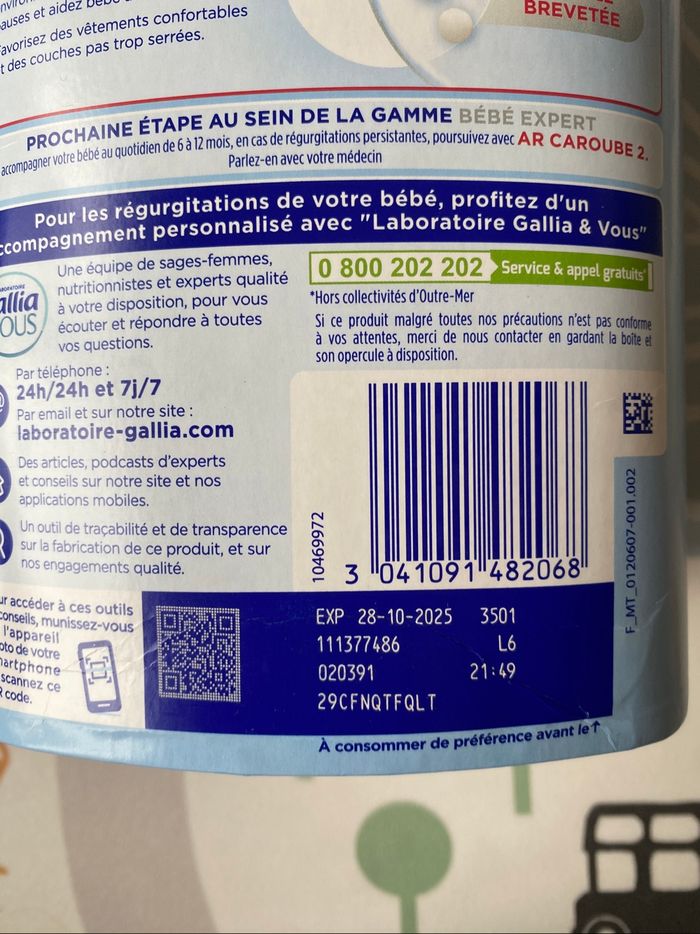 auses et aidez bébé
avorisez des vêtements confortables
t des couches pas trop serrées.
BREVETÉE
PROCHAINE ÉTAPE AU SEIN DE LA GAMME BÉBÉ EXPERT
accompagner votre bébé au quotidien de 6 à 12 mois, en cas de régurgitations persistantes, poursuivez avec AR CAROUBE 2.
Parlez-en avec votre médecin
Pour les régurgitations de votre bébé, profitez d'un
ccompagnement personnalisé avec "Laboratoire Gallia & Vous"
LABORATOIRE
allia
OUS
Une équipe de sages-femmes,
nutritionnistes et experts qualité
à votre disposition, pour vous
écouter et répondre à toutes
vos questions.
Par téléphone :
24h/24h et 7j/7
Par email et sur notre site :
laboratoire-gallia.com
Des articles, podcasts d'experts
et conseils sur notre site et nos
applications mobiles.
Un outil de traçabilité et de transparence
sur la fabrication de ce produit, et sur
nos engagements qualité.
ur accéder à ces outils
conseils, munissez-vous
l'appareil
oto de votre
martphone
scannez ce
R code.
0 800 202 202 Service & appel gratuits*
*Hors collectivités d'Outre-Mer
Si ce produit malgré toutes nos précautions n'est pas conforme
à vos attentes, merci de nous contacter en gardant la boîte et
son opercule à disposition.
10469972
3 041091 482068
F_MT_0120607-001.002
EXP 28-10-2025 3501
111377486 L6
020391 21:49
29CFNQTFQLT
À consommer de préférence avant le↑